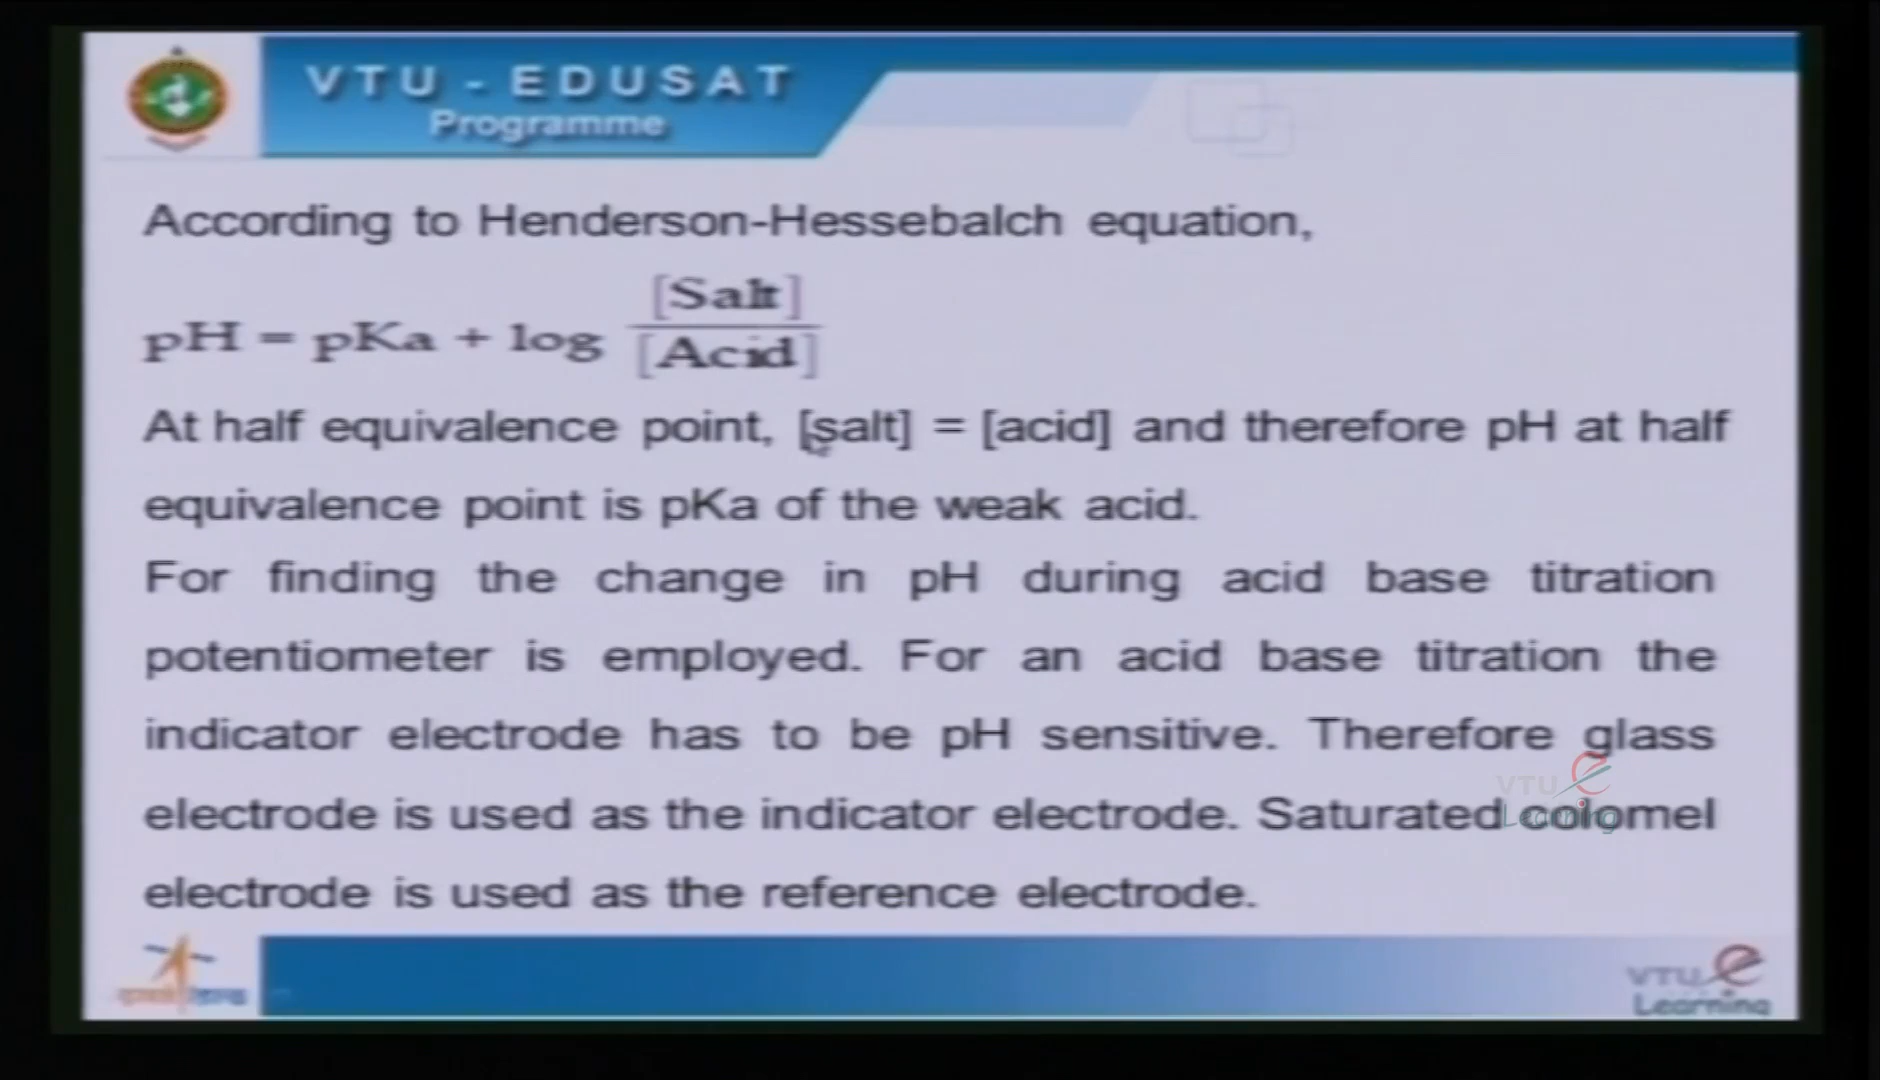 VTU - EDUSAT
Programme
According to Henderson-Hessebalch equation,
pH = pKa + log [Salt] / [Acid]
At half equivalence point, [salt] = [acid] and therefore pH at half
equivalence point is pKa of the weak acid.
For finding the change in pH during acid base titration
potentiometer is employed. For an acid base titration the
indicator electrode has to be pH sensitive. Therefore glass
electrode is used as the indicator electrode. Saturated colomel
electrode is used as the reference electrode.
VTU e
Learning
VTU e
Learning